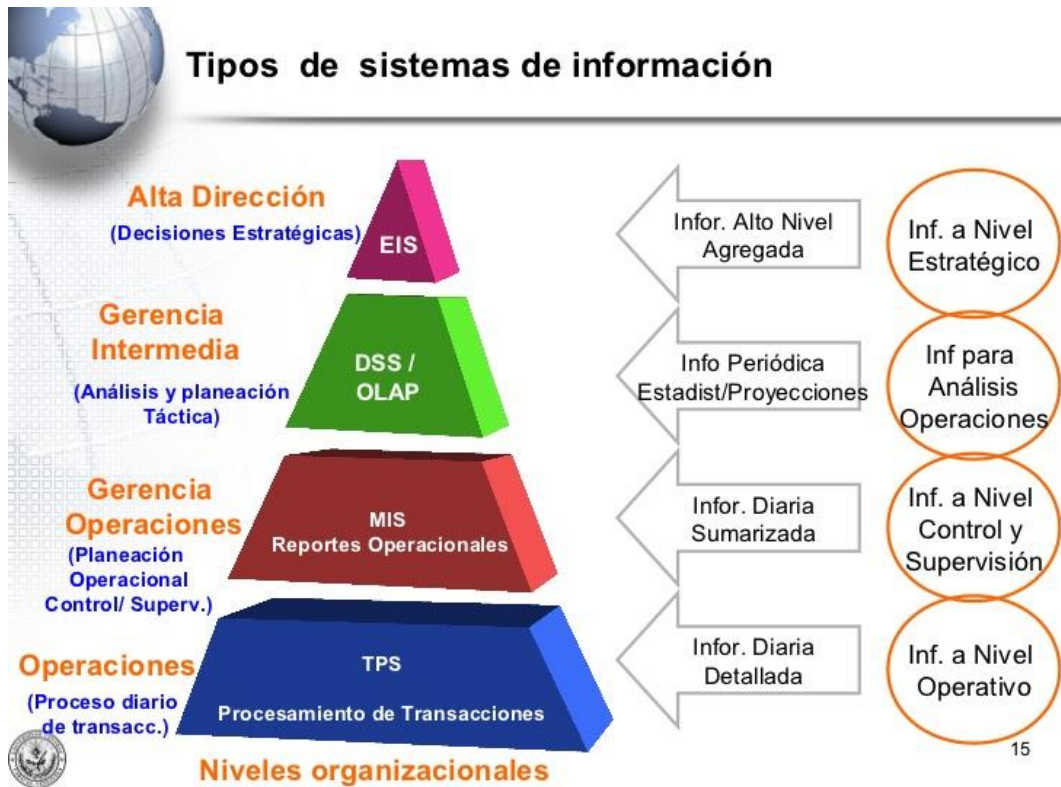 Tipos de sistemas de información
Alta Dirección
(Decisiones Estratégicas)
EIS
Infor. Alto Nivel
Agregada
Inf. a Nivel
Estratégico
Gerencia
Intermedia
(Análisis y planeación
Táctica)
DSS /
OLAP
Info Periódica
Estadist/Proyecciones
Inf para
Análisis
Operaciones
Gerencia
Operaciones
(Planeación
Operacional
Control/ Superv.)
MIS
Reportes Operacionales
Infor. Diaria
Sumarizada
Inf. a Nivel
Control y
Supervisión
Operaciones
(Proceso diario
de transacc.)
TPS
Procesamiento de Transacciones
Infor. Diaria
Detallada
Inf. a Nivel
Operativo
15
Niveles organizacionales